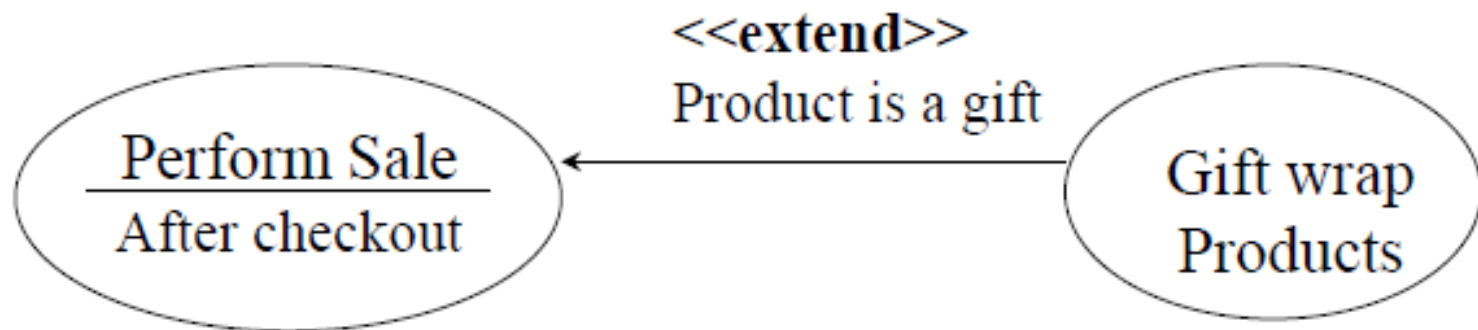 <<extend>>
Product is a gift
Perform Sale
After checkout
Gift wrap
Products